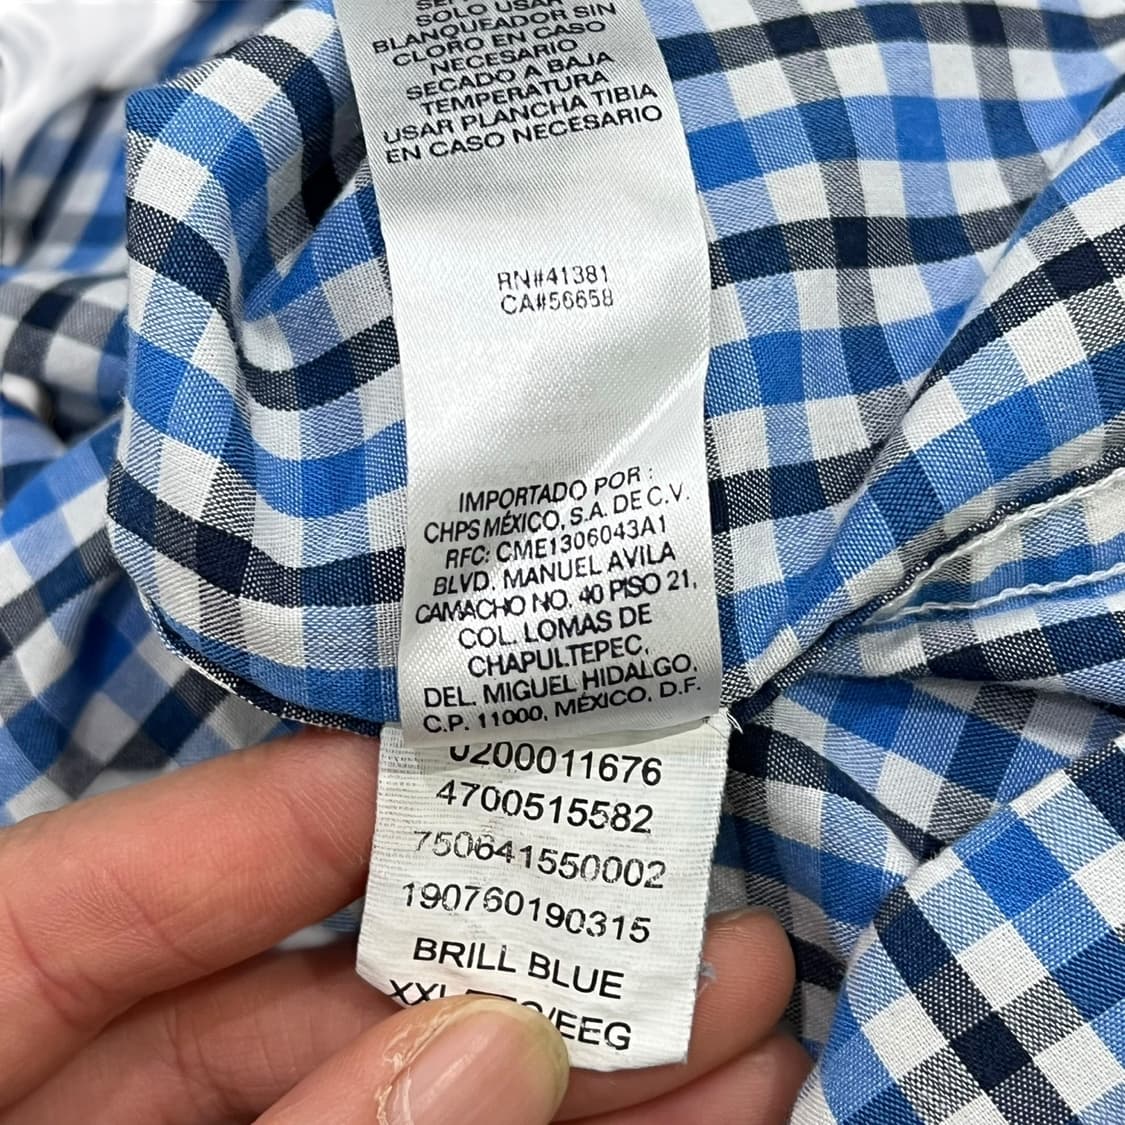 SOLO USAR
BLANQUEADOR SIN
CLORO EN CASO
NECESARIO
SECADO A BAJA
TEMPERATURA
USAR PLANCHA TIBIA
EN CASO NECESARIO
RN#41381
CA#56658
IMPORTADO POR :
CHPS MÉXICO, S.A. DE C.V.
RFC: CME1306043A1
BLVD. MANUEL AVILA
CAMACHO NO. 40 PISO 21,
COL. LOMAS DE
CHAPULTEPEC,
DEL. MIGUEL HIDALGO.
C.P. 11000, MÉXICO, D.F.
0200011676
4700515582
750641550002
190760190315
BRILL BLUE
/EEG